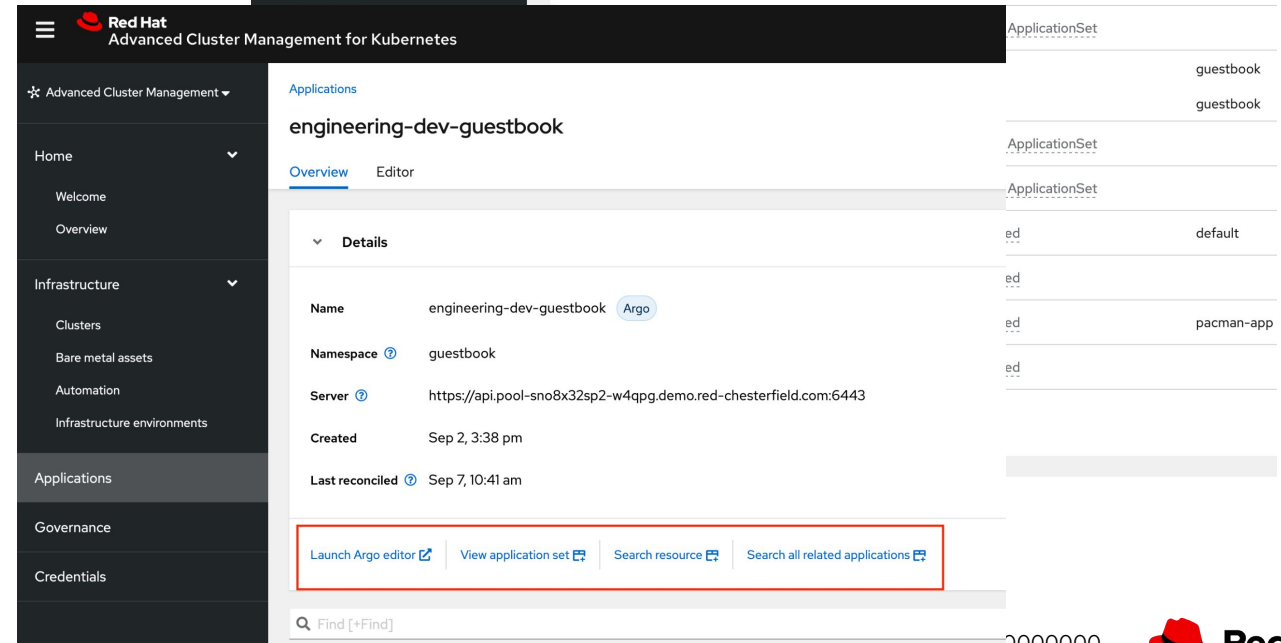 Red Hat
Advanced Cluster Management for Kubernetes
Advanced Cluster Management
Home
Welcome
Overview
Infrastructure
Clusters
Bare metal assets
Automation
Infrastructure environments
Applications
Governance
Credentials
Applications
engineering-dev-guestbook
Overview Editor
Details
Name engineering-dev-guestbook Argo
Namespace guestbook
Server https://api.pool-sno8x32sp2-w4qpg.demo.red-chesterfield.com:6443
Created Sep 2, 3:38 pm
Last reconciled Sep 7, 10:41 am
Launch Argo editor View application set Search resource Search all related applications
Find [+Find]
ApplicationSet
guestbook
guestbook
ApplicationSet
ApplicationSet
ed default
ed
ed pacman-app
ed